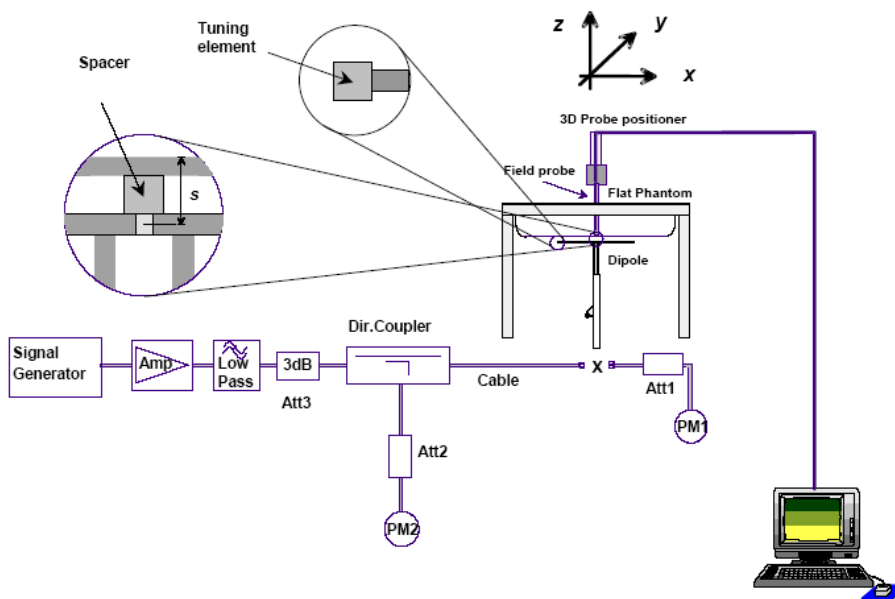 Tuning
element
Spacer
s
z
y
x
3D Probe positioner
Field probe
Flat Phantom
Dipole
Dir.Coupler
Signal
Generator
Amp
Low
Pass
3dB
Att3
Cable
X
Att1
PM1
Att2
PM2